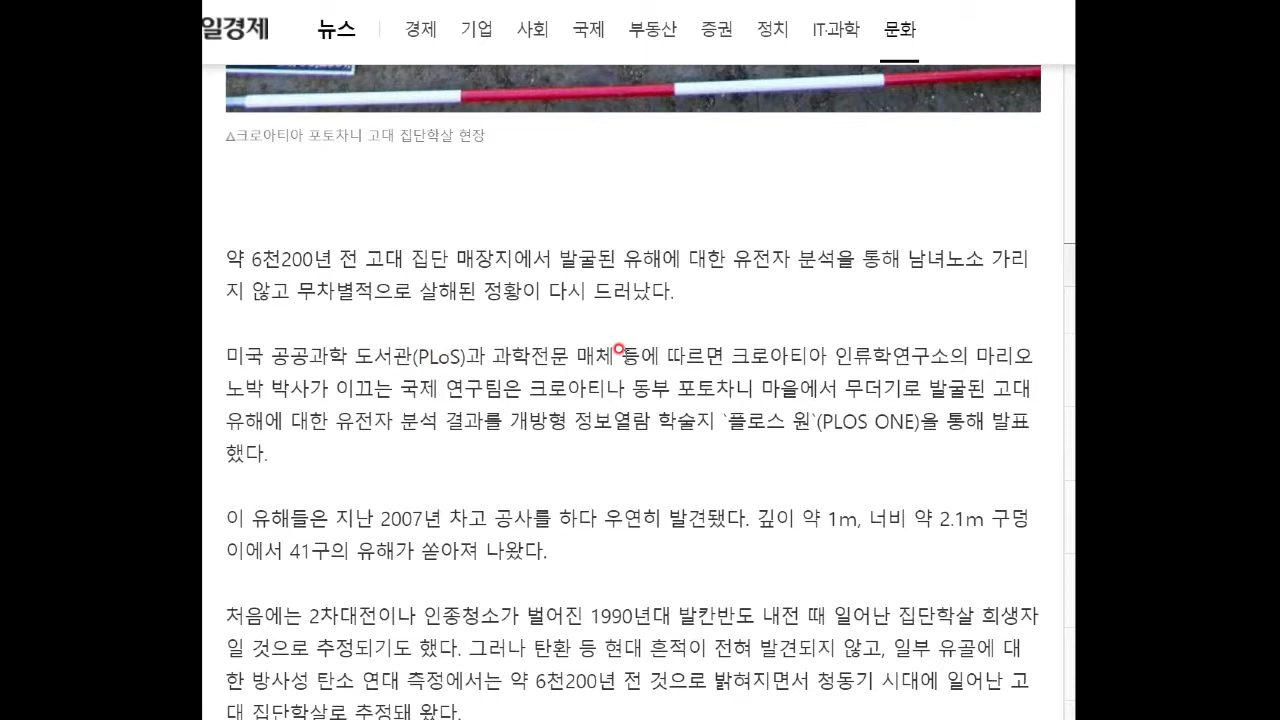 일경제
뉴스 경제 기업 사회 국제 부동산 증권 정치 IT·과학 문화
△크로아티아 포토차니 고대 집단학살 현장
약 6천200년 전 고대 집단 매장지에서 발굴된 유해에 대한 유전자 분석을 통해 남녀노소 가리
지 않고 무차별적으로 살해된 정황이 다시 드러났다.
미국 공공과학 도서관(PLoS)과 과학전문 매체 등에 따르면 크로아티아 인류학연구소의 마리오
노박 박사가 이끄는 국제 연구팀은 크로아티나 동부 포토차니 마을에서 무더기로 발굴된 고대
유해에 대한 유전자 분석 결과를 개방형 정보열람 학술지 `플로스 원`(PLOS ONE)을 통해 발표
했다.
이 유해들은 지난 2007년 차고 공사를 하다 우연히 발견됐다. 깊이 약 1m, 너비 약 2.1m 구덩
이에서 41구의 유해가 쏟아져 나왔다.
처음에는 2차대전이나 인종청소가 벌어진 1990년대 발칸반도 내전 때 일어난 집단학살 희생자
일 것으로 추정되기도 했다. 그러나 탄환 등 현대 흔적이 전혀 발견되지 않고, 일부 유골에 대
한 방사성 탄소 연대 측정에서는 약 6천200년 전 것으로 밝혀지면서 청동기 시대에 일어난 고
대 집단학살로 추정돼 왔다.